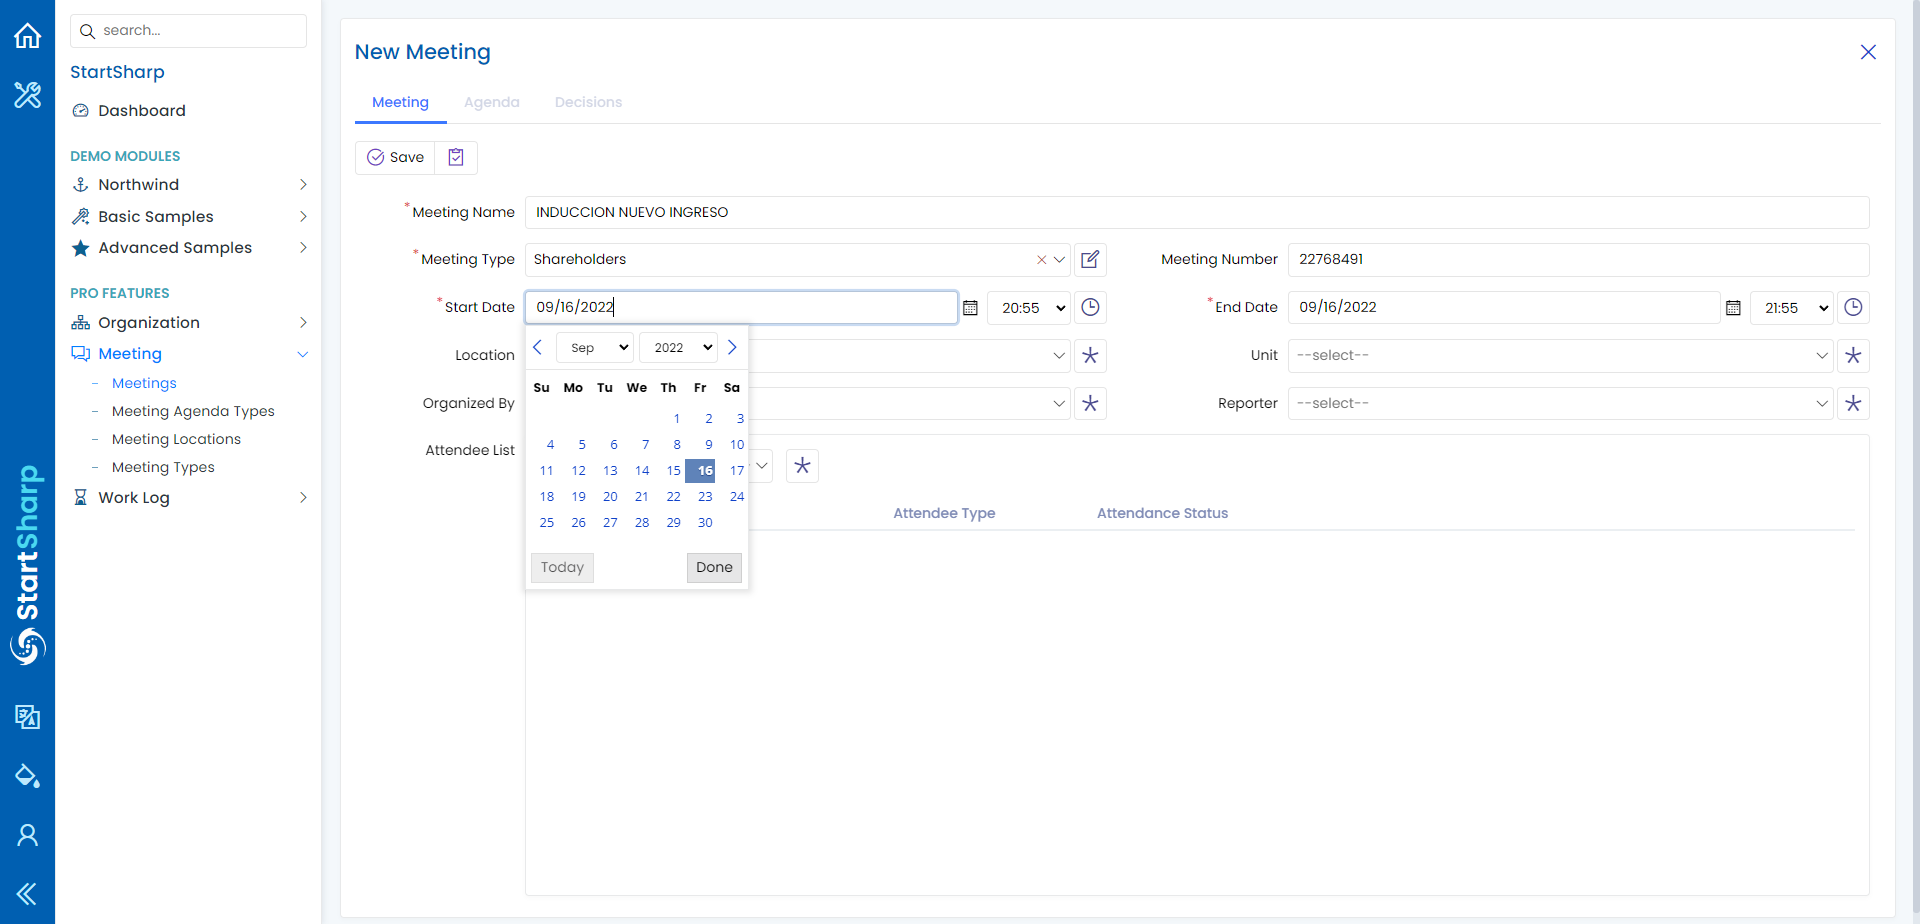 search...
StartSharp
Dashboard
DEMO MODULES
Northwind
Basic Samples
Advanced Samples
PRO FEATURES
Organization
Meeting
- Meetings
- Meeting Agenda Types
- Meeting Locations
- Meeting Types
Work Log
StartSharp
New Meeting
Meeting Agenda Decisions
Save
*Meeting Name INDUCCION NUEVO INGRESO
*Meeting Type Shareholders Meeting Number 22768491
*Start Date 09/16/2022 20:55 *End Date 09/16/2022 21:55
Location Unit --select--
Organized By Reporter --select--
Attendee List
Sep 2022
Su Mo Tu We Th Fr Sa
1 2 3
4 5 6 7 8 9 10
11 12 13 14 15 16 17
18 19 20 21 22 23 24
25 26 27 28 29 30
Today Done
Attendee Type Attendance Status